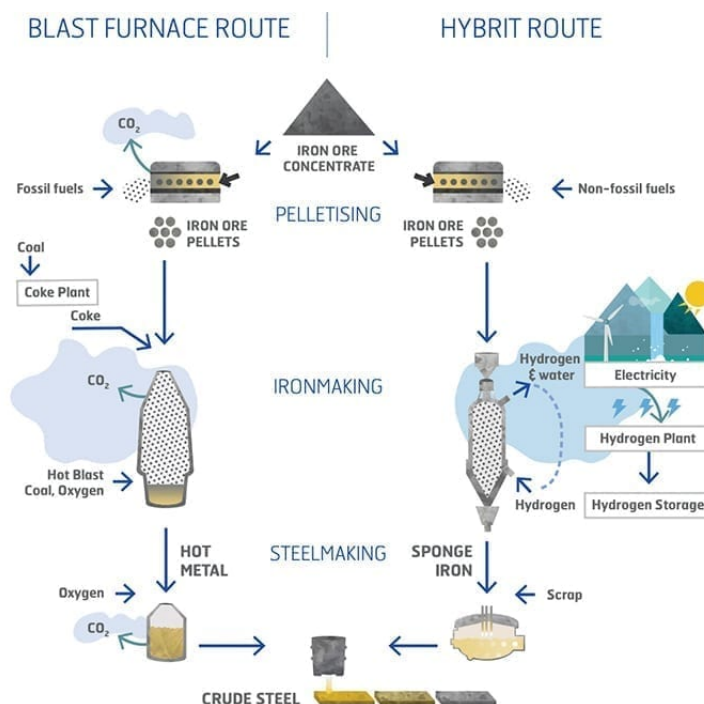 BLAST FURNACE ROUTE
HYBRIT ROUTE
CO2
IRON ORE
CONCENTRATE
Fossil fuels
Non-fossil fuels
PELLETISING
IRON ORE
PELLETS
IRON ORE
PELLETS
Coal
Coke Plant
Coke
CO2
IRONMAKING
Hydrogen
& water
Electricity
Hydrogen Plant
Hot Blast
Coal, Oxygen
Hydrogen
Hydrogen Storage
HOT
METAL
STEELMAKING
SPONGE
IRON
Oxygen
Scrap
CO2
CRUDE STEEL